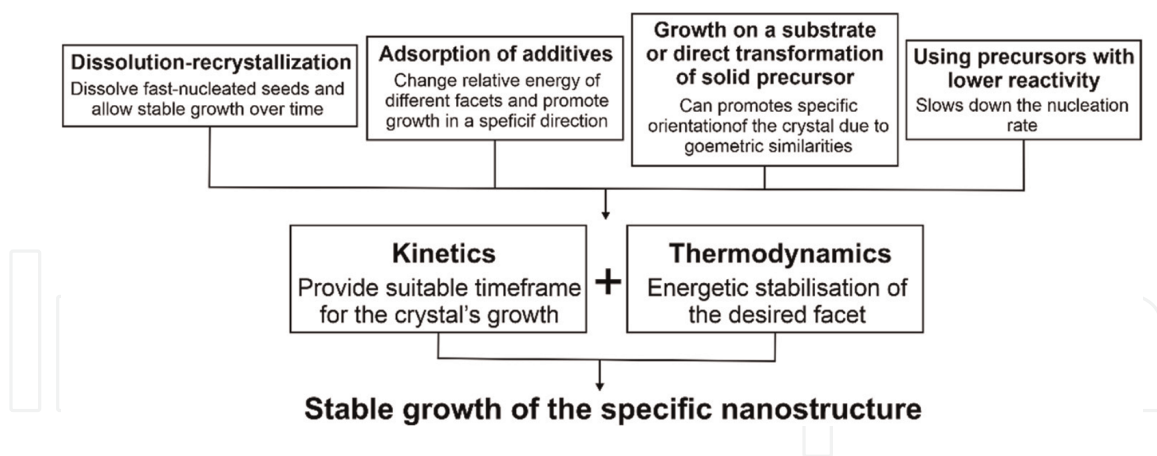 Dissolution-recrystallization
Dissolve fast-nucleated seeds and
allow stable growth over time
Adsorption of additives
Change relative energy of
different facets and promote
growth in a speficif direction
Growth on a substrate
or direct transformation
of solid precursor
Can promotes specific
orientationof the crystal due to
goemetric similarities
Using precursors with
lower reactivity
Slows down the nucleation
rate
Kinetics
Provide suitable timeframe
for the crystal's growth
+
Thermodynamics
Energetic stabilisation of
the desired facet
Stable growth of the specific nanostructure